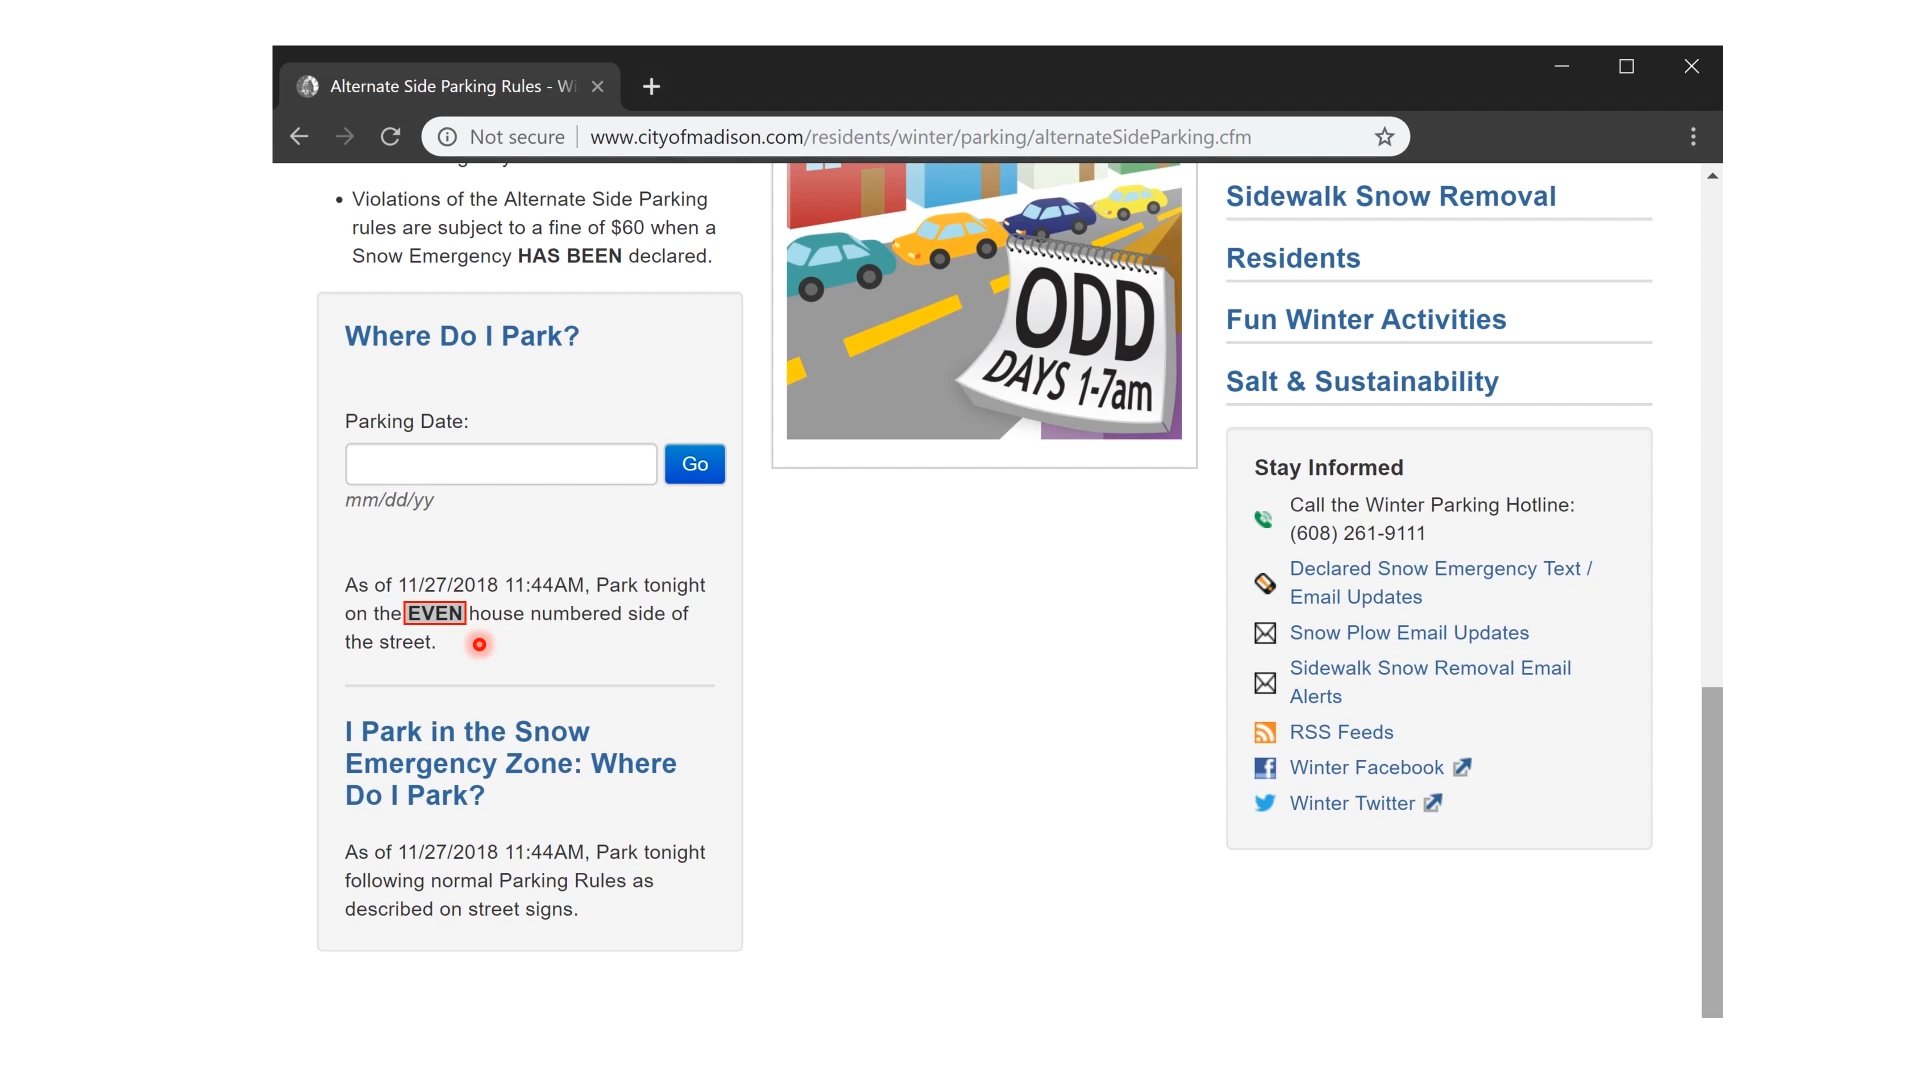 Alternate Side Parking Rules - Wi
Not secure
www.cityofmadison.com/residents/winter/parking/alternateSideParking.cfm
• Violations of the Alternate Side Parking
rules are subject to a fine of $60 when a
Snow Emergency HAS BEEN declared.
Where Do I Park?
Parking Date:
Go
mm/dd/yy
As of 11/27/2018 11:44AM, Park tonight
on the EVEN house numbered side of
the street.
I Park in the Snow
Emergency Zone: Where
Do I Park?
As of 11/27/2018 11:44AM, Park tonight
following normal Parking Rules as
described on street signs.
ODD
DAYS 1-7am
Sidewalk Snow Removal
Residents
Fun Winter Activities
Salt & Sustainability
Stay Informed
Call the Winter Parking Hotline:
(608) 261-9111
Declared Snow Emergency Text /
Email Updates
Snow Plow Email Updates
Sidewalk Snow Removal Email
Alerts
RSS Feeds
Winter Facebook
Winter Twitter